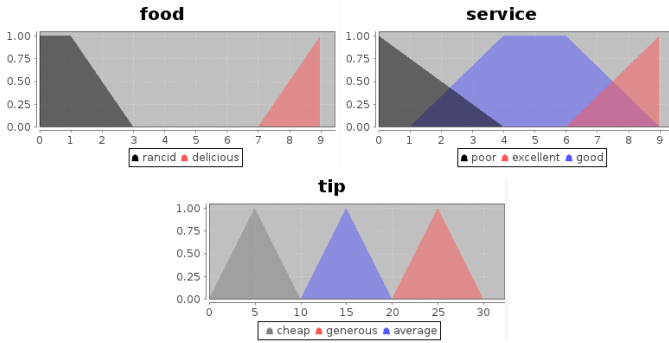 food
1.00
0.75
0.50
0.25
0.00
0 1 2 3 4 5 6 7 8 9
rancid delicious
service
1.00
0.75
0.50
0.25
0.00
0 1 2 3 4 5 6 7 8 9
poor excellent good
tip
1.00
0.75
0.50
0.25
0.00
0 5 10 15 20 25 30
cheap generous average